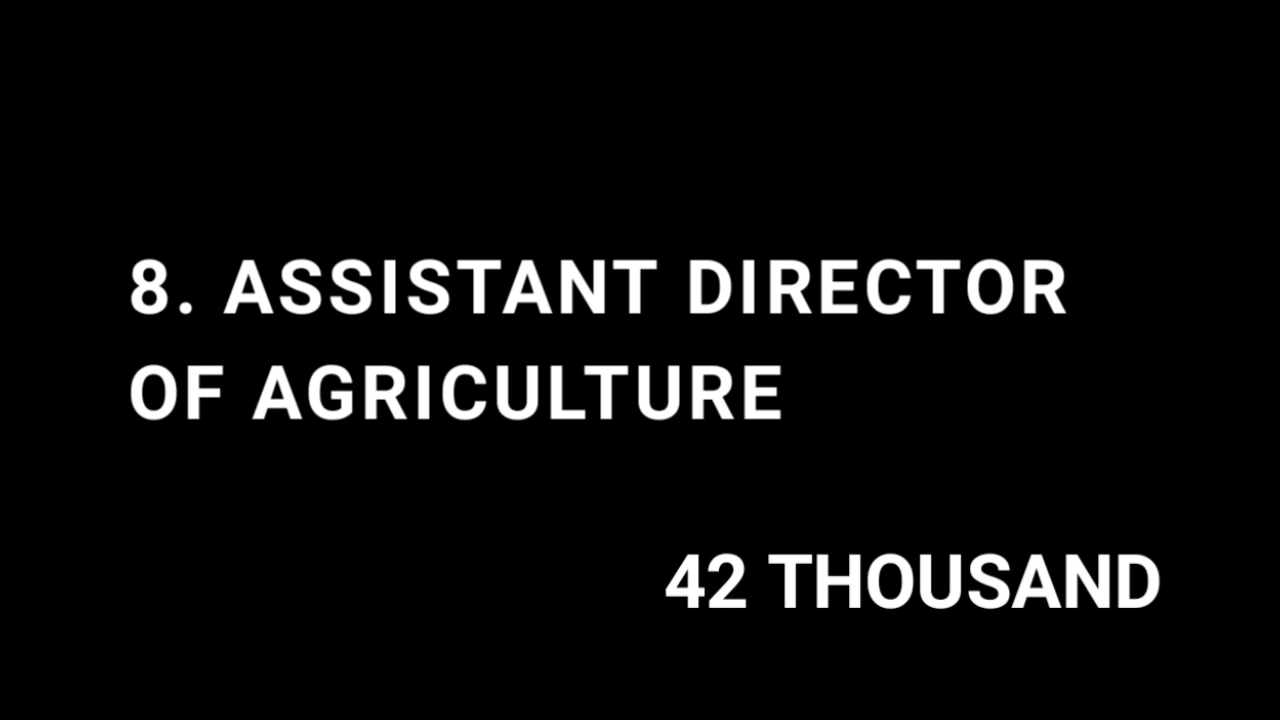 8. ASSISTANT DIRECTOR
OF AGRICULTURE
42 THOUSAND